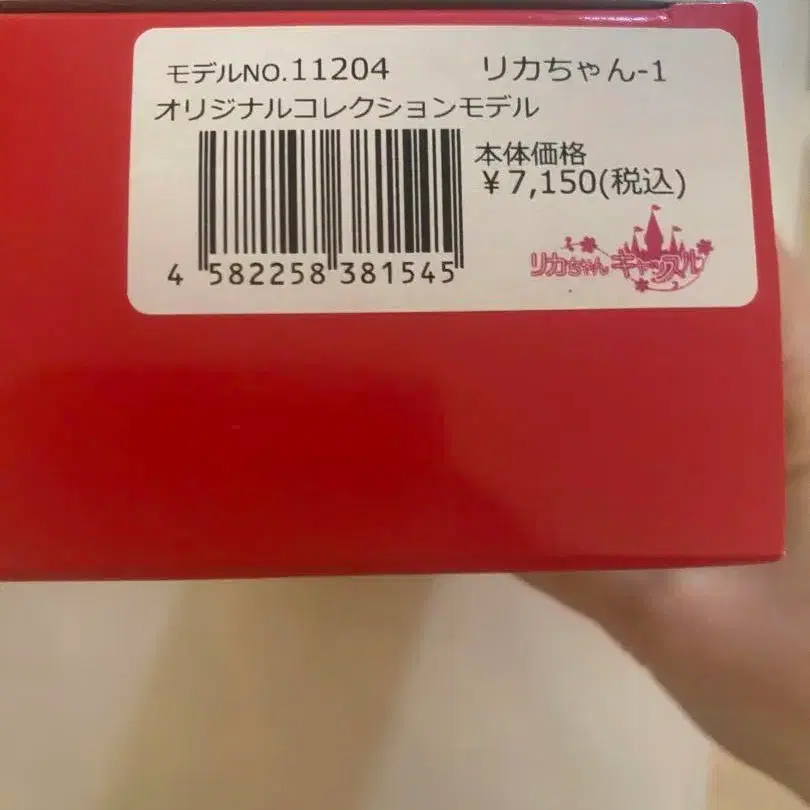 モデルNO.11204 リカちゃん-1
オリジナルコレクションモデル
本体価格
¥7,150(税込)
4 582258 381545
リカちゃんキャッスル